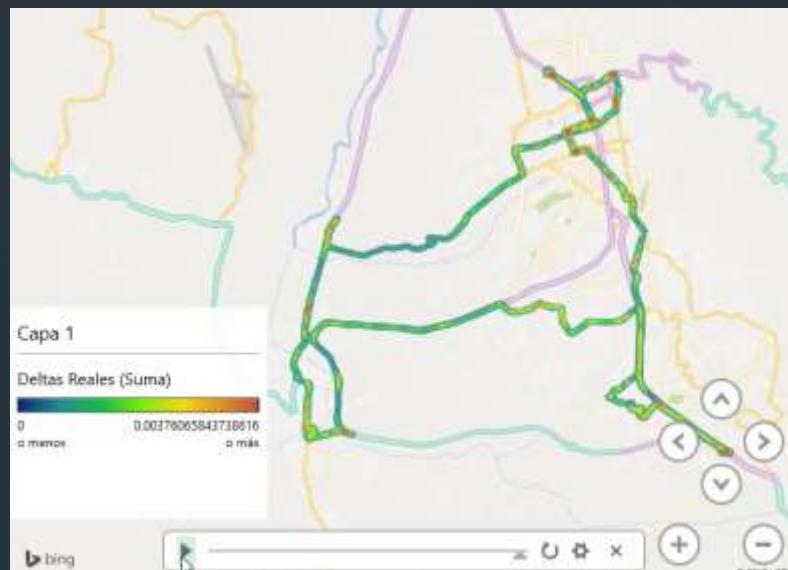 Capa 1
Deltas Reales (Suma)
0
0.00376065843738616
o menos
o más
bing